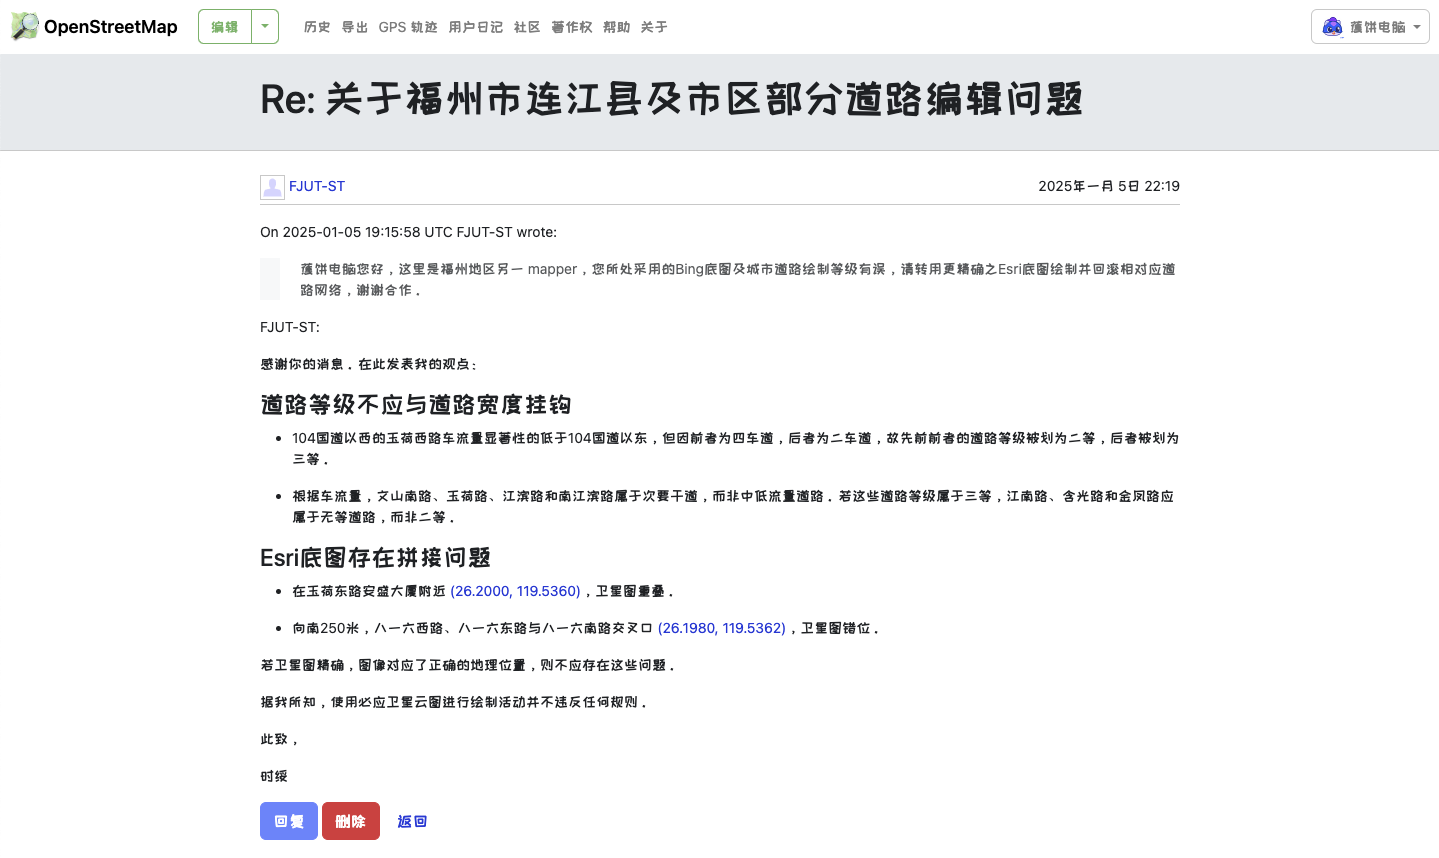 OpenStreetMap 编辑 历史 导出 GPS 轨迹 用户日记 社区 著作权 帮助 关于 蕉饼电脑
Re: 关于福州市连江县及市区部分道路编辑问题
FJUT-ST 2025年一月 5日 22:19
On 2025-01-05 19:15:58 UTC FJUT-ST wrote:
蕉饼电脑您好，这里是福州地区另一 mapper，您所处采用的Bing底图及城市道路绘制等级有误，请转用更精确之Esri底图绘制并回滚相对应道
路网络，谢谢合作。
FJUT-ST:
感谢你的消息。在此发表我的观点：
道路等级不应与道路宽度挂钩
104国道以西的玉荷西路车流量显著性的低于104国道以东，但因前者为四车道，后者为二车道，故先前前者的道路等级被划为二等，后者被划为
三等。
根据车流量，文山南路、玉荷路、江滨路和南江滨路属于次要干道，而非中低流量道路。若这些道路等级属于三等，江南路、含光路和金凤路应
属于无等道路，而非二等。
Esri底图存在拼接问题
在玉荷东路安盛大厦附近 (26.2000, 119.5360)，卫星图重叠。
向南250米，八一六西路、八一六东路与八一六南路交叉口 (26.1980, 119.5362)，卫星图错位。
若卫星图精确，图像对应了正确的地理位置，则不应存在这些问题。
据我所知，使用必应卫星云图进行绘制活动并不违反任何规则。
此致，
时绥
回复 删除 返回